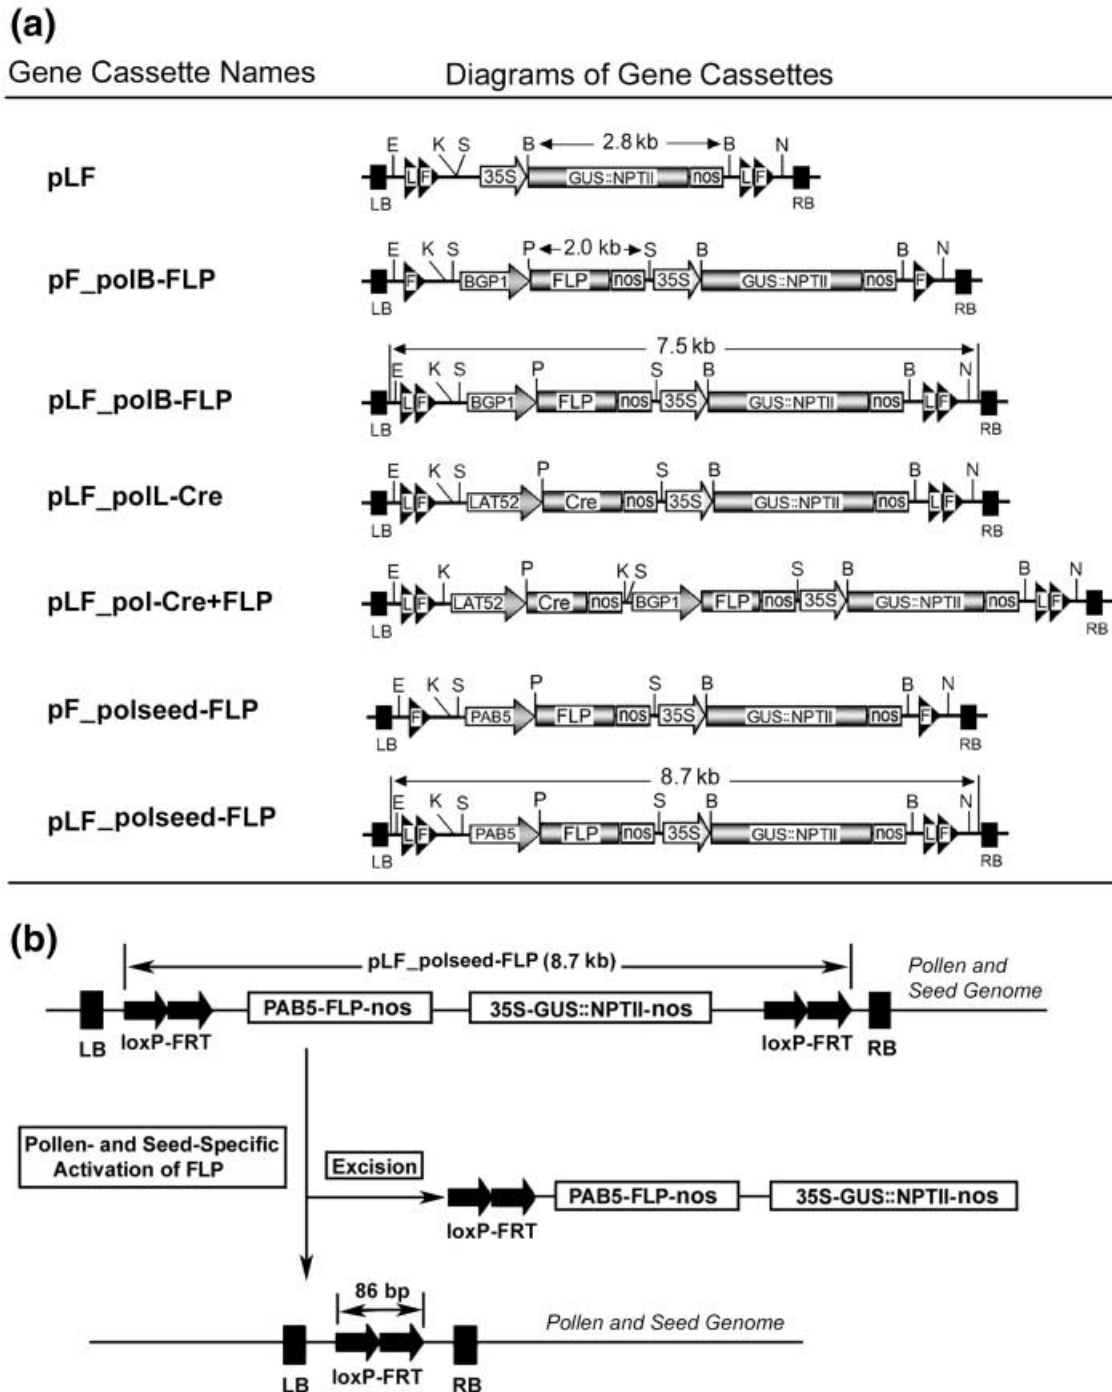 (a)
Gene Cassette Names Diagrams of Gene Cassettes
E K S B 2.8 kb B N
pLF L F 35S GUS::NPTII nos L F
LB RB
E K S P 2.0 kb S B B N
pF_polB-FLP F BGP1 FLP nos 35S GUS::NPTII nos F
LB RB
7.5 kb
E K S P S B B N
pLF_polB-FLP L F BGP1 FLP nos 35S GUS::NPTII nos L F
LB RB
E K S P S B B N
pLF_polL-Cre L F LAT52 Cre nos 35S GUS::NPTII nos L F
LB RB
E K P K S S B B N
pLF_pol-Cre+FLP L F LAT52 Cre nos BGP1 FLP nos 35S GUS::NPTII nos L F
LB RB
E K S P S B B N
pF_polseed-FLP F PAB5 FLP nos 35S GUS::NPTII nos F
LB RB
8.7 kb
E K S P S B B N
pLF_polseed-FLP L F PAB5 FLP nos 35S GUS::NPTII nos L F
LB RB
(b)
pLF_polseed-FLP (8.7 kb)
Pollen and
Seed Genome
PAB5-FLP-nos 35S-GUS::NPTII-nos
LB loxP-FRT loxP-FRT RB
Pollen- and Seed-Specific
Activation of FLP
Excision
PAB5-FLP-nos 35S-GUS::NPTII-nos
loxP-FRT
86 bp
Pollen and Seed Genome
LB loxP-FRT RB